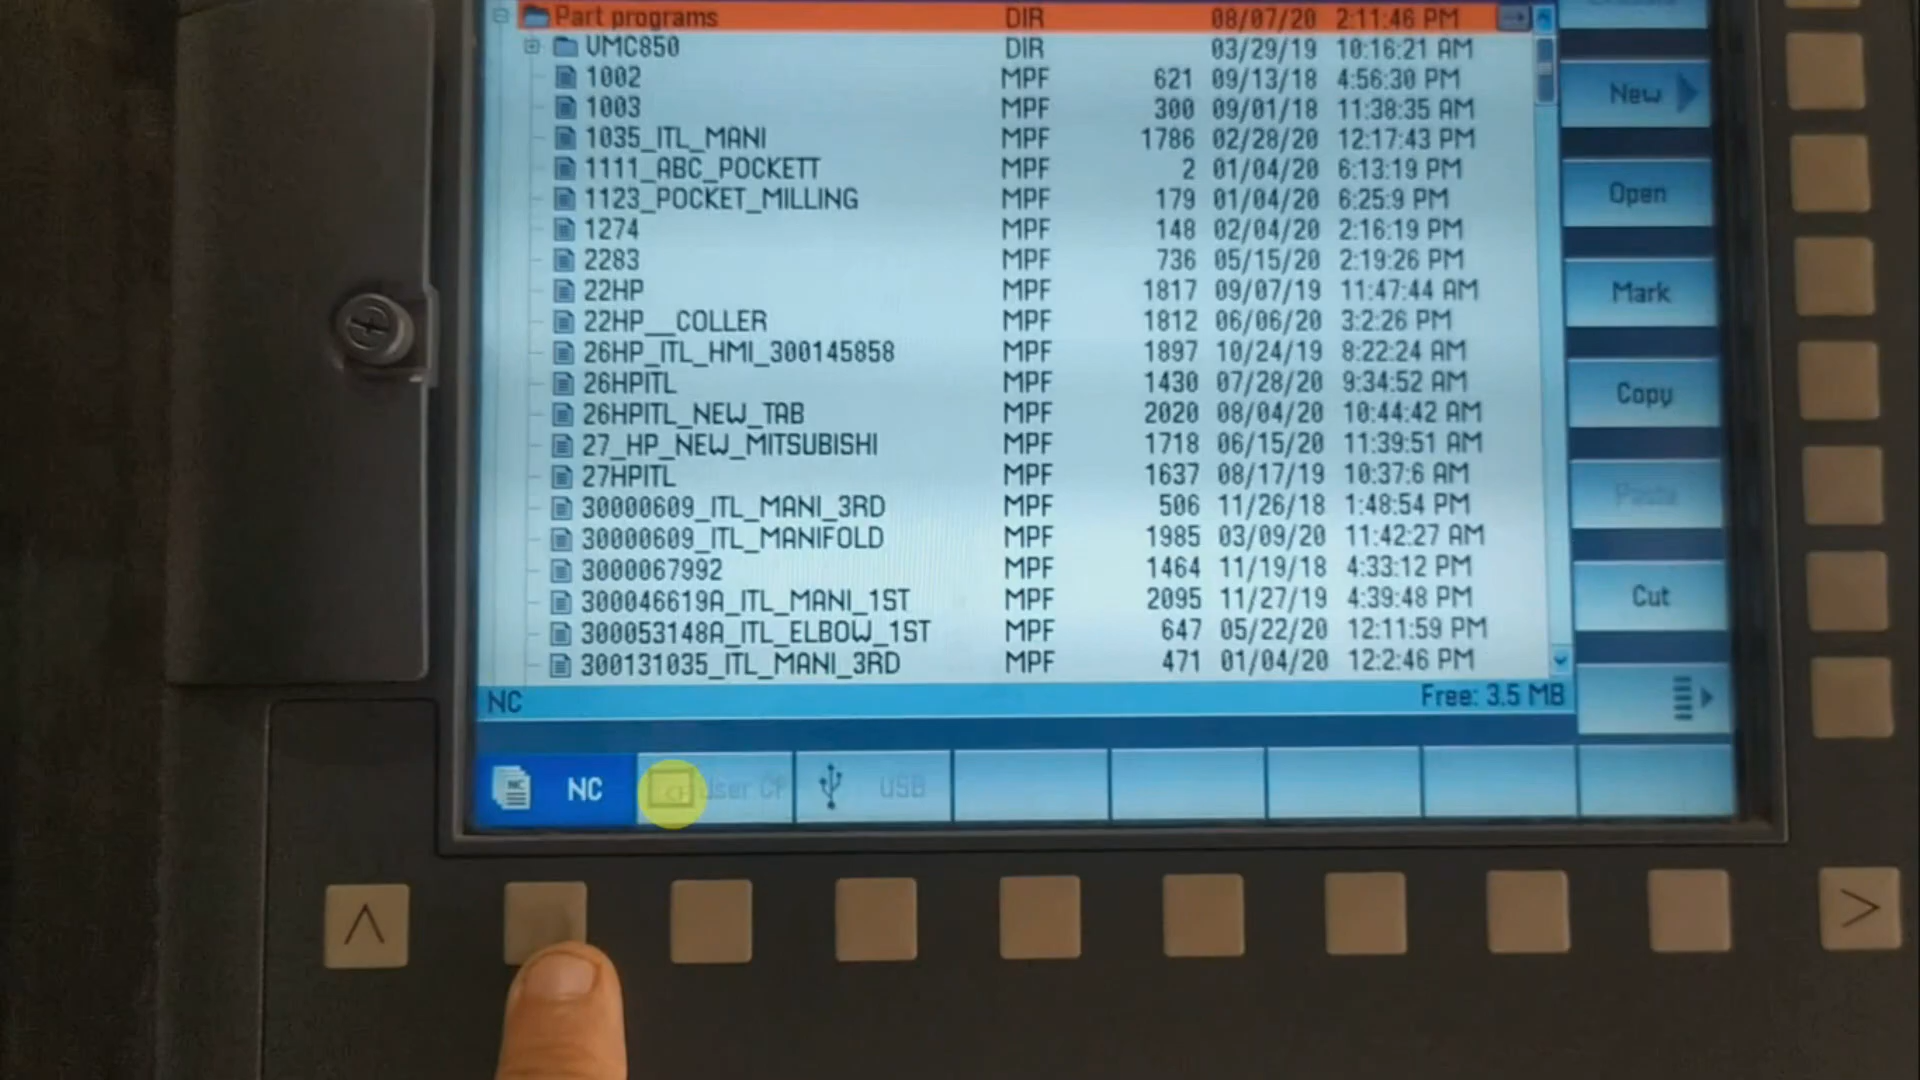 Part programs DIR 08/07/20 2:11:46 PM
VMC850 DIR 03/29/19 10:16:21 AM
1002 MPF 621 09/13/18 4:56:30 PM
1003 MPF 300 09/01/18 11:38:35 AM
1035_ITL_MANI MPF 1786 02/28/20 12:17:43 PM
1111_ABC_POCKETT MPF 2 01/04/20 6:13:19 PM
1123_POCKET_MILLING MPF 179 01/04/20 6:25:9 PM
1274 MPF 148 02/04/20 2:16:19 PM
2283 MPF 736 05/15/20 2:19:26 PM
22HP MPF 1817 09/07/19 11:47:44 AM
22HP__COLLER MPF 1812 06/06/20 3:2:26 PM
26HP_ITL_HMI_300145858 MPF 1897 10/24/19 8:22:24 AM
26HPITL MPF 1430 07/28/20 9:34:52 AM
26HPITL_NEW_TAB MPF 2020 08/04/20 10:44:42 AM
27_HP_NEW_MITSUBISHI MPF 1718 06/15/20 11:39:51 AM
27HPITL MPF 1637 08/17/19 10:37:6 AM
30000609_ITL_MANI_3RD MPF 506 11/26/18 1:48:54 PM
30000609_ITL_MANIFOLD MPF 1985 03/09/20 11:42:27 AM
3000067992 MPF 1464 11/19/18 4:33:12 PM
300046619A_ITL_MANI_1ST MPF 2095 11/27/19 4:39:48 PM
300053148A_ITL_ELBOW_1ST MPF 647 05/22/20 12:11:59 PM
300131035_ITL_MANI_3RD MPF 471 01/04/20 12:2:46 PM
NC Free: 3.5 MB
New
Open
Mark
Copy
Paste
Cut
NC NC CF User CF USB